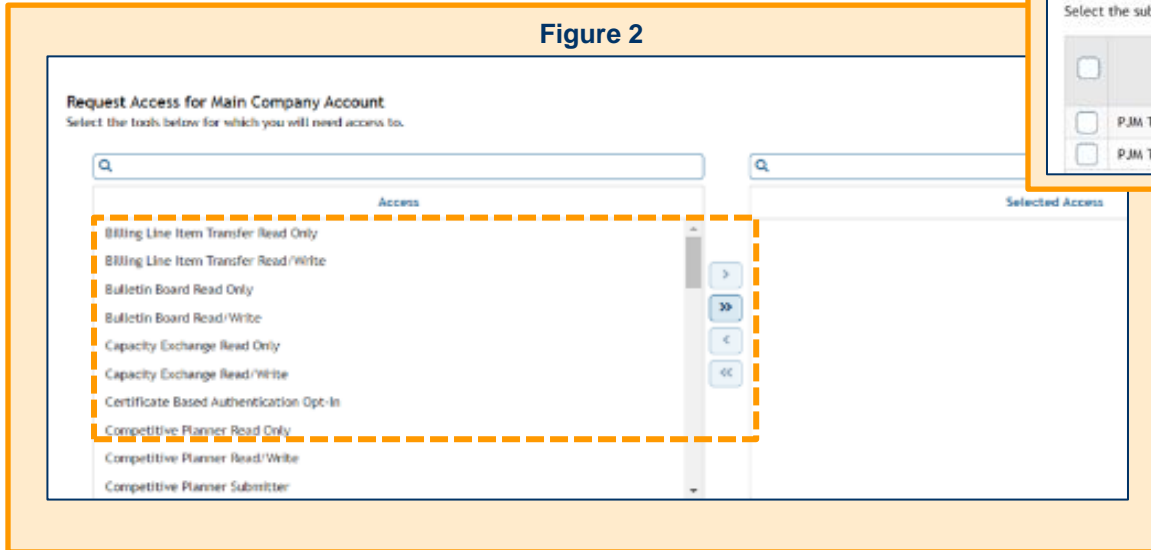 Figure 2
Select the sub
Request Access for Main Company Account
Select the tools below for which you will need access to.
Access
Selected Access
PJM T
PJM T
Billing Line Item Transfer Read Only
Billing Line Item Transfer Read/Write
Bulletin Board Read Only
Bulletin Board Read/Write
Capacity Exchange Read Only
Capacity Exchange Read/Write
Certificate Based Authentication Opt-In
Competitive Planner Read Only
Competitive Planner Read/Write
Competitive Planner Submitter